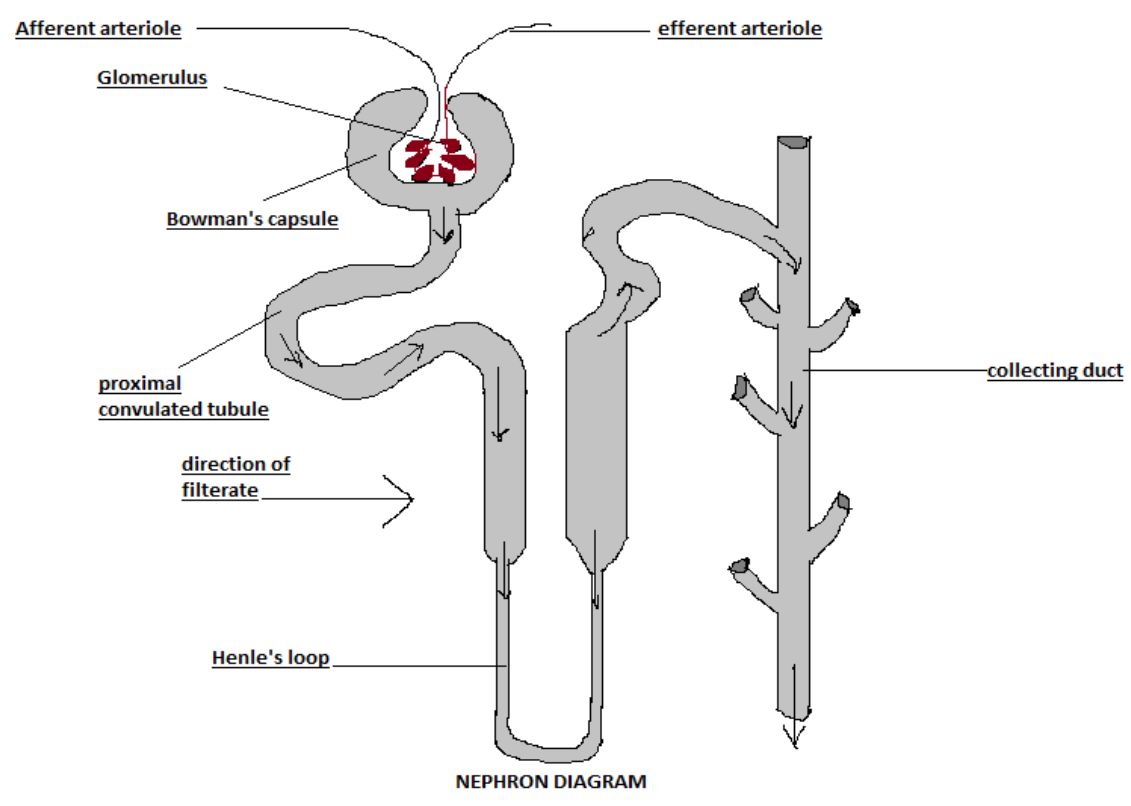 Afferent arteriole
efferent arteriole
Glomerulus
Bowman's capsule
proximal
convulated tubule
collecting duct
direction of
filterate
Henle's loop
NEPHRON DIAGRAM